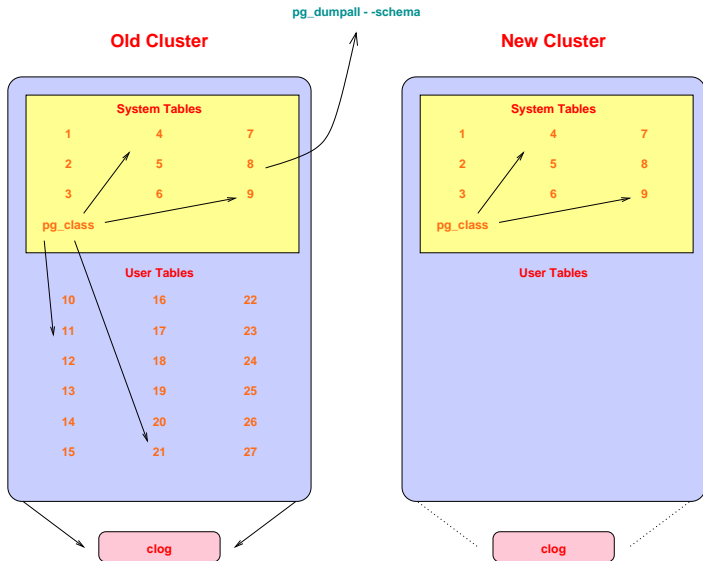 pg_dumpall - -schema
Old Cluster
New Cluster
System Tables
1 4 7
2 5 8
3 6 9
pg_class
User Tables
10 16 22
11 17 23
12 18 24
13 19 25
14 20 26
15 21 27
clog
System Tables
1 4 7
2 5 8
3 6 9
pg_class
User Tables
clog